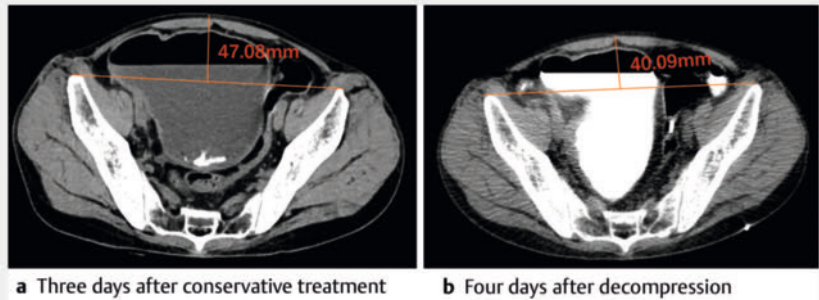 47.08mm
40.09mm
a Three days after conservative treatment
b Four days after decompression